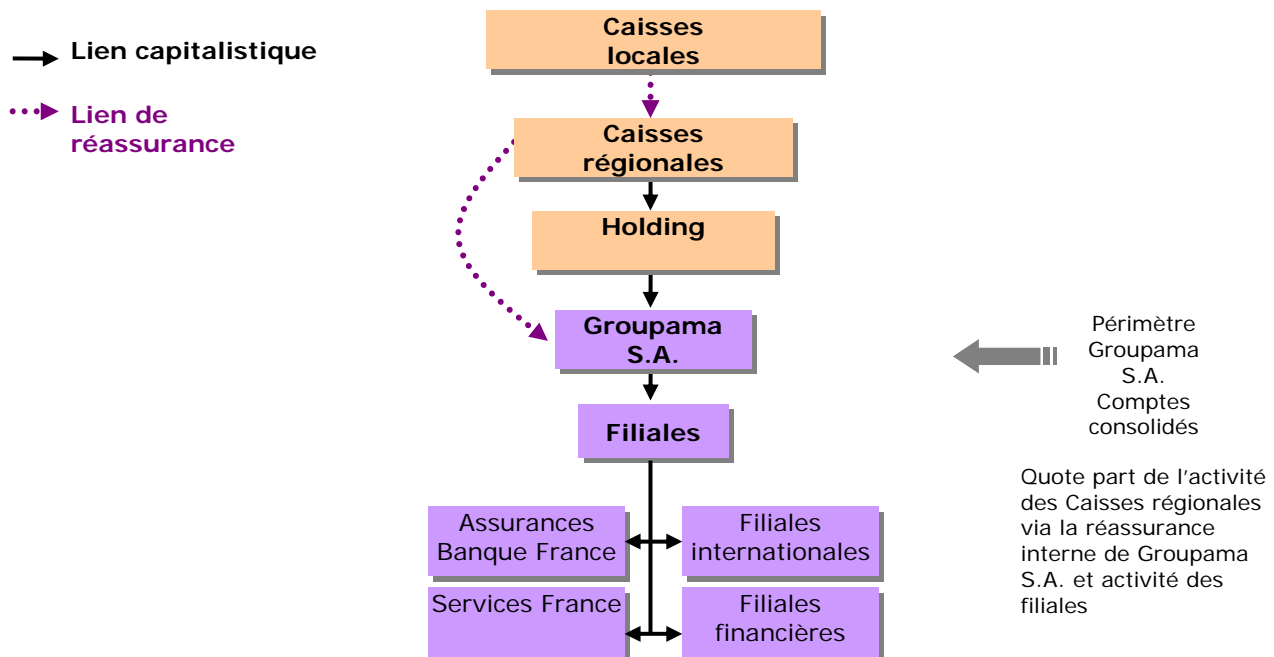 Caisses
locales
Lien capitalistique
Lien de
réassurance
Caisses
régionales
Holding
Groupama
S.A.
Périmètre
Groupama
S.A.
Comptes
consolidés
Filiales
Quote part de l'activité
des Caisses régionales
via la réassurance
interne de Groupama
S.A. et activité des
filiales
Assurances
Banque France
Filiales
internationales
Services France
Filiales
financières